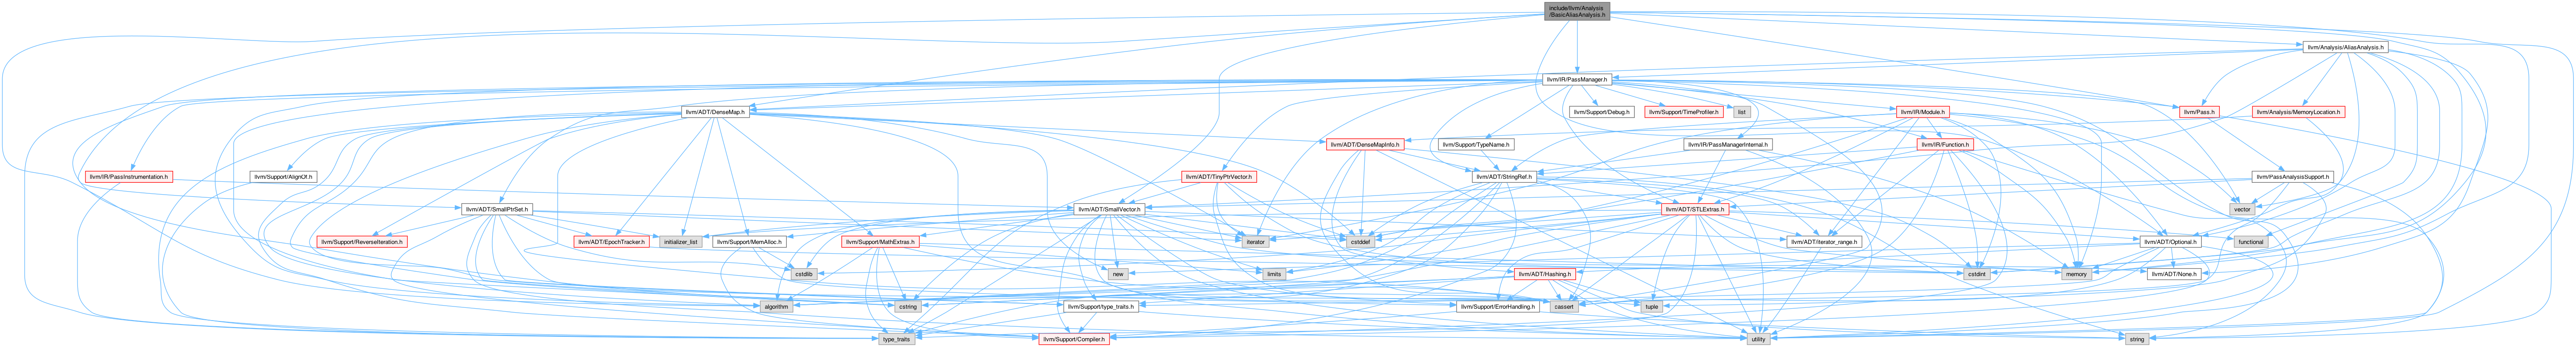 include/llvm/Analysis
/BasicAliasAnalysis.h
llvm/Analysis/AliasAnalysis.h
llvm/IR/PassManager.h
llvm/ADT/DenseMap.h
llvm/Support/Debug.h
llvm/Support/TimeProfiler.h
list
llvm/IR/Module.h
llvm/Pass.h
llvm/Analysis/MemoryLocation.h
llvm/ADT/DenseMapInfo.h
llvm/Support/TypeName.h
llvm/IR/PassManagerInternal.h
llvm/IR/Function.h
llvm/IR/PassInstrumentation.h
llvm/Support/AlignOf.h
llvm/ADT/TinyPtrVector.h
llvm/ADT/StringRef.h
llvm/PassAnalysisSupport.h
llvm/ADT/SmallPtrSet.h
llvm/ADT/SmallVector.h
llvm/ADT/STLExtras.h
vector
llvm/Support/ReverseIteration.h
llvm/ADT/EpochTracker.h
initializer_list
llvm/Support/MemAlloc.h
llvm/Support/MathExtras.h
iterator
cstddef
llvm/ADT/iterator_range.h
llvm/ADT/Optional.h
functional
cstdlib
new
limits
llvm/ADT/Hashing.h
cstdint
memory
llvm/ADT/None.h
algorithm
cstring
llvm/Support/type_traits.h
llvm/Support/ErrorHandling.h
cassert
tuple
type_traits
llvm/Support/Compiler.h
utility
string